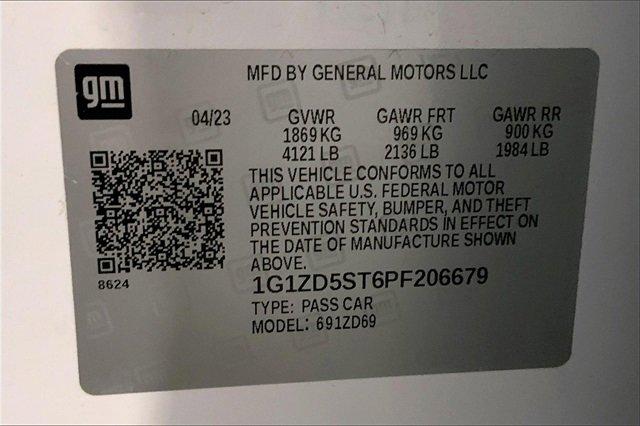 gm
MFD BY GENERAL MOTORS LLC
04/23 GVWR GAWR FRT GAWR RR
1869 KG 969 KG 900 KG
4121 LB 2136 LB 1984 LB
THIS VEHICLE CONFORMS TO ALL
APPLICABLE U.S. FEDERAL MOTOR
VEHICLE SAFETY, BUMPER, AND THEFT
PREVENTION STANDARDS IN EFFECT ON
THE DATE OF MANUFACTURE SHOWN
ABOVE.
8624
1G1ZD5ST6PF206679
TYPE: PASS CAR
MODEL: 691ZD69